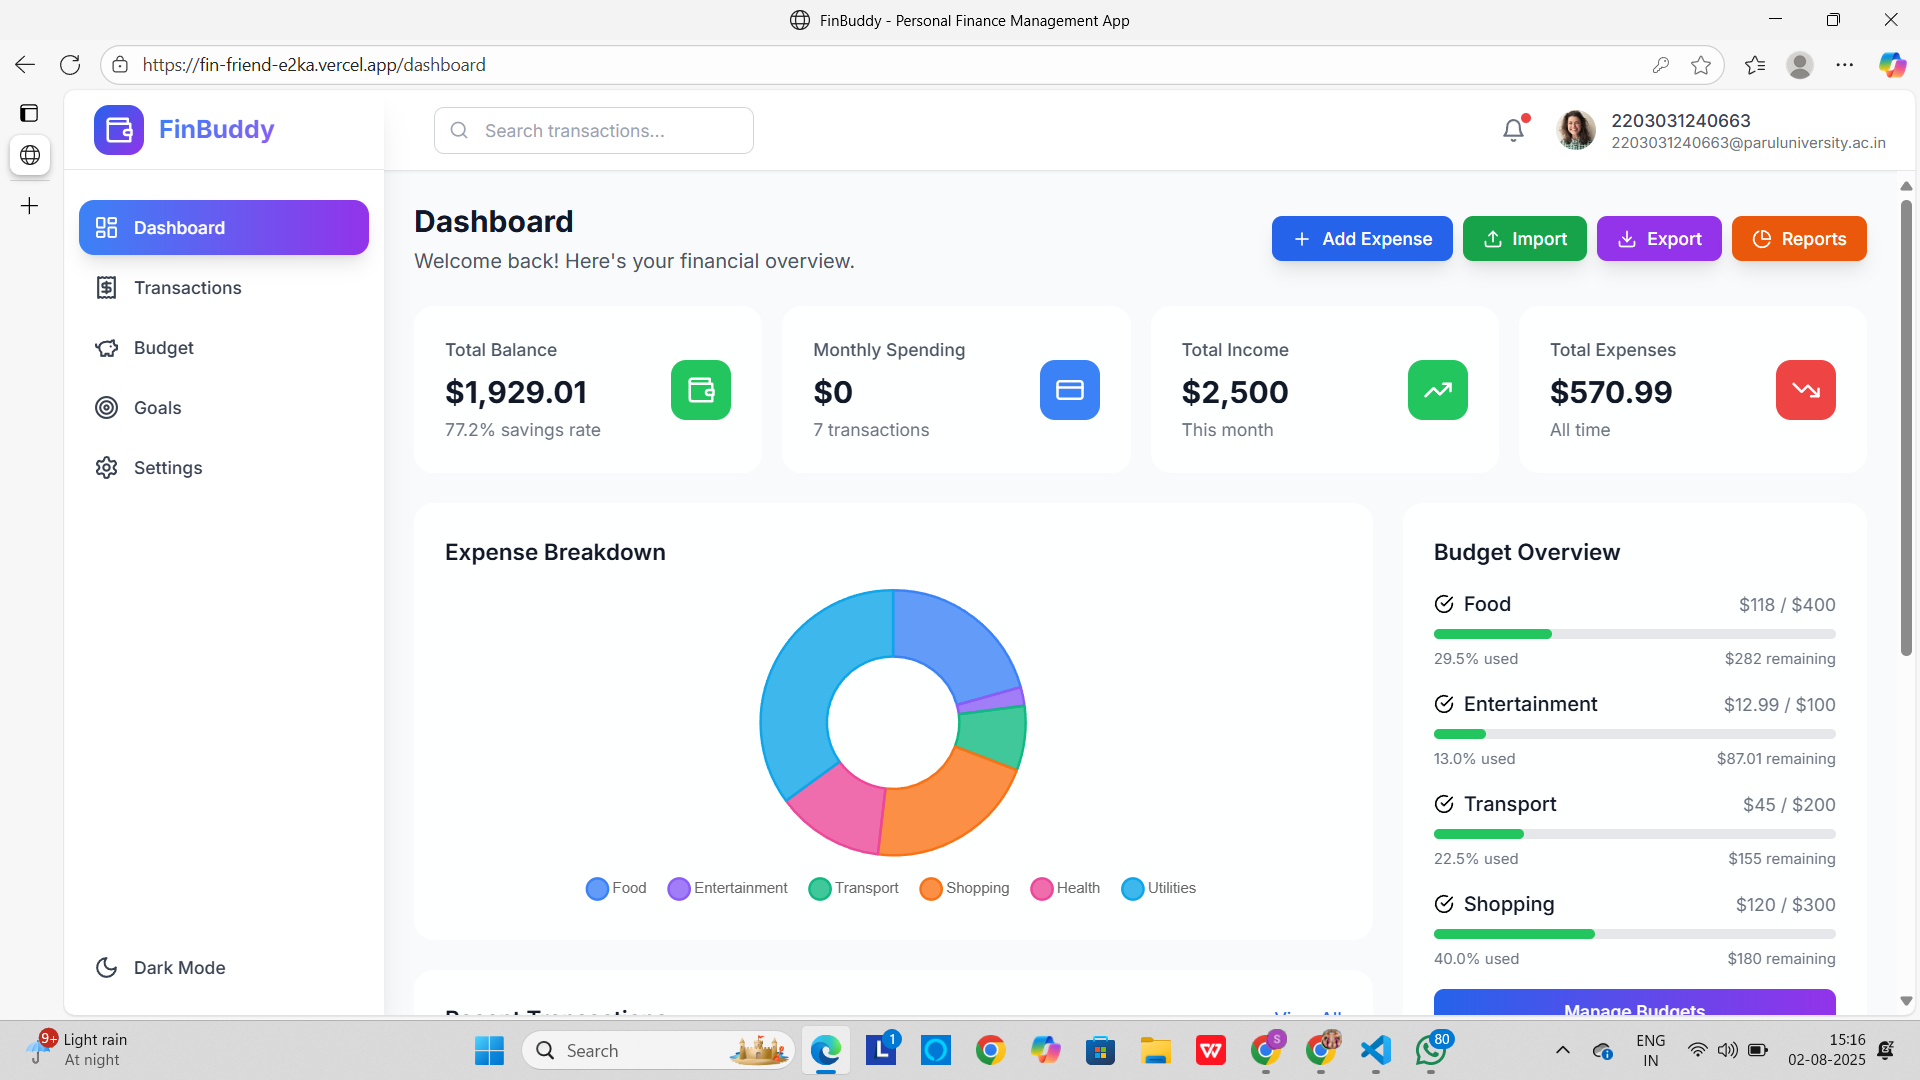 FinBuddy - Personal Finance Management App
https://fin-friend-e2ka.vercel.app/dashboard
FinBuddy
Search transactions...
2203031240663
2203031240663@paruluniversity.ac.in
Dashboard
Transactions
Budget
Goals
Settings
Dark Mode
Dashboard
Welcome back! Here's your financial overview.
Add Expense
Import
Export
Reports
Total Balance
$1,929.01
77.2% savings rate
Monthly Spending
$0
7 transactions
Total Income
$2,500
This month
Total Expenses
$570.99
All time
Expense Breakdown
Food Entertainment Transport Shopping Health Utilities
Budget Overview
Food $118 / $400
29.5% used $282 remaining
Entertainment $12.99 / $100
13.0% used $87.01 remaining
Transport $45 / $200
22.5% used $155 remaining
Shopping $120 / $300
40.0% used $180 remaining
Manage Budgets
Recent Transactions View All
9+
Light rain
At night
Search
L
1
W
S
80
ENG
IN
15:16
02-08-2025